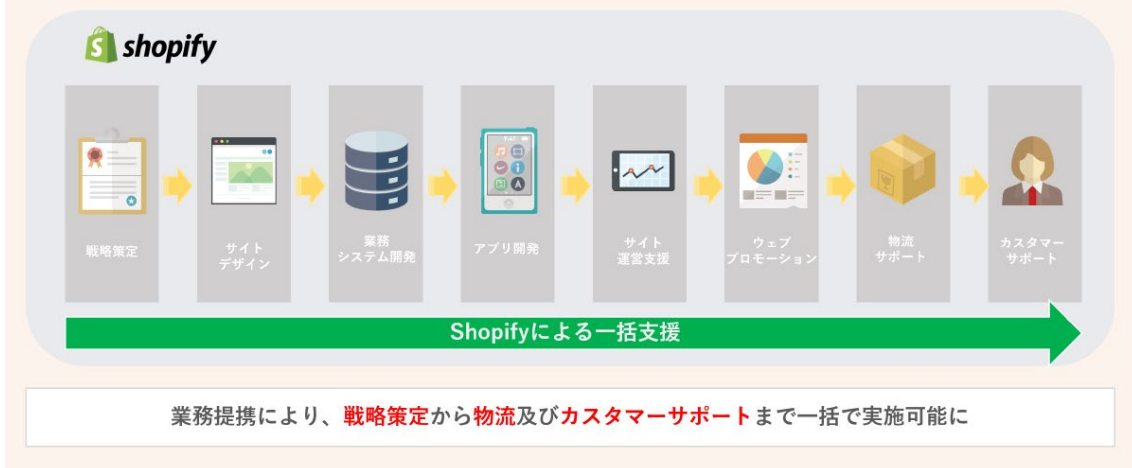 shopify
戦略策定
サイト
デザイン
業務
システム開発
アプリ開発
サイト
運営支援
ウェブ
プロモーション
物流
サポート
カスタマー
サポート
Shopifyによる一括支援
業務提携により、戦略策定から物流及びカスタマーサポートまで一括で実施可能に